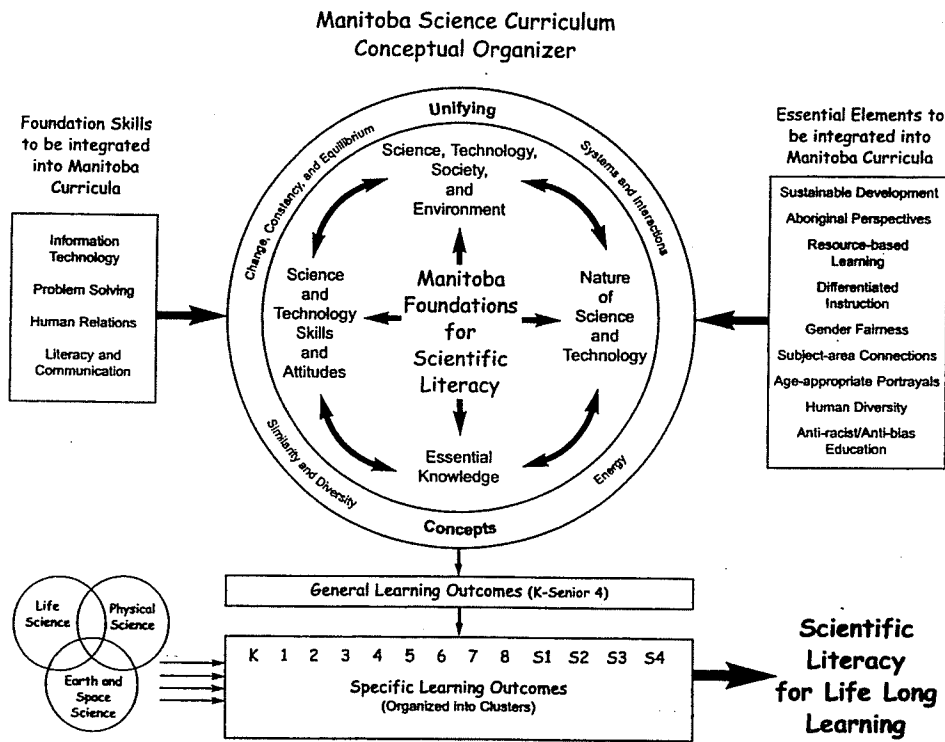 Manitoba Science Curriculum
Conceptual Organizer
Foundation Skills
to be integrated
into Manitoba
Curricula
Information
Technology
Problem Solving
Human Relations
Literacy and
Communication
Unifying
Change, Constancy, and Equilibrium
Systems and Interactions
Science, Technology,
Society,
and
Environment
Science
and
Technology
Skills
and
Attitudes
Manitoba
Foundations
for
Scientific
Literacy
Nature
of
Science
and
Technology
Essential
Knowledge
Similarity and Diversity
Energy
Concepts
Essential Elements to
be integrated into
Manitoba Curricula
Sustainable Development
Aboriginal Perspectives
Resource-based
Learning
Differentiated
Instruction
Gender Fairness
Subject-area Connections
Age-appropriate Portrayals
Human Diversity
Anti-racist/Anti-bias
Education
General Learning Outcomes (K-Senior 4)
Life
Science
Physical
Science
Earth and
Space
Science
K 1 2 3 4 5 6 7 8 S1 S2 S3 S4
Specific Learning Outcomes
(Organized into Clusters)
Scientific
Literacy
for Life Long
Learning